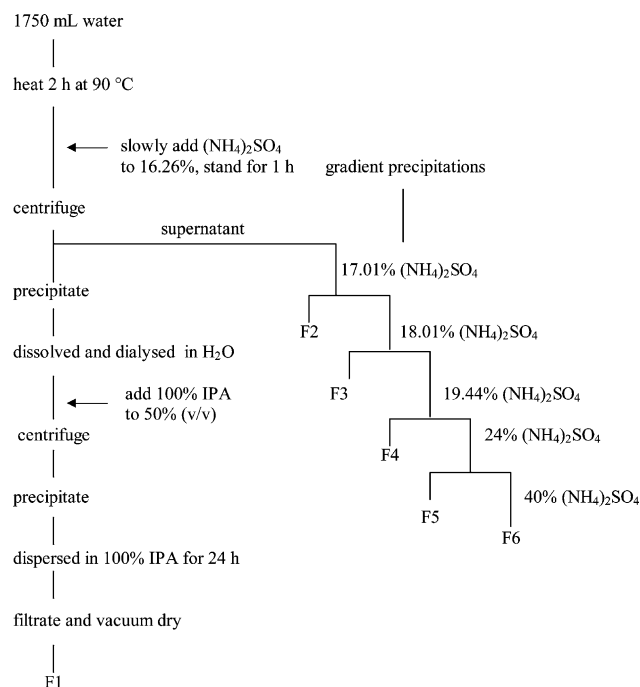 1750 mL water
heat 2 h at 90 °C
slowly add (NH₄)₂SO₄
to 16.26%, stand for 1 h
gradient precipitations
centrifuge
supernatant
17.01% (NH₄)₂SO₄
precipitate
F2
18.01% (NH₄)₂SO₄
dissolved and dialysed in H₂O
F3
19.44% (NH₄)₂SO₄
add 100% IPA
to 50% (v/v)
centrifuge
F4
24% (NH₄)₂SO₄
precipitate
F5
40% (NH₄)₂SO₄
F6
dispersed in 100% IPA for 24 h
filtrate and vacuum dry
F1